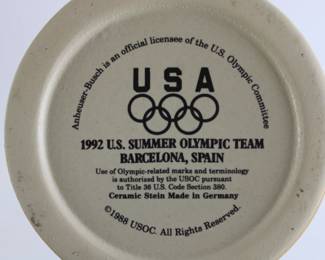 Anheuser-Busch is an official licensee of the U.S. Olympic Committee
USA
1992 U.S. SUMMER OLYMPIC TEAM
BARCELONA, SPAIN
Use of Olympic-related marks and terminology
is authorized by the USOC pursuant
to Title 36 U.S. Code Section 380.
Ceramic Stein Made in Germany
©1988 USOC. All Rights Reserved.